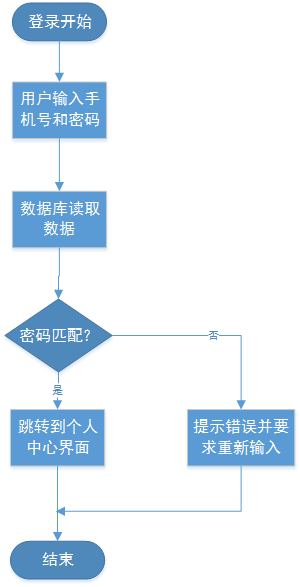 登录开始
用户输入手
机号和密码
数据库读取
数据
密码匹配?
否
是
跳转到个人
中心界面
提示错误并要
求重新输入
结束